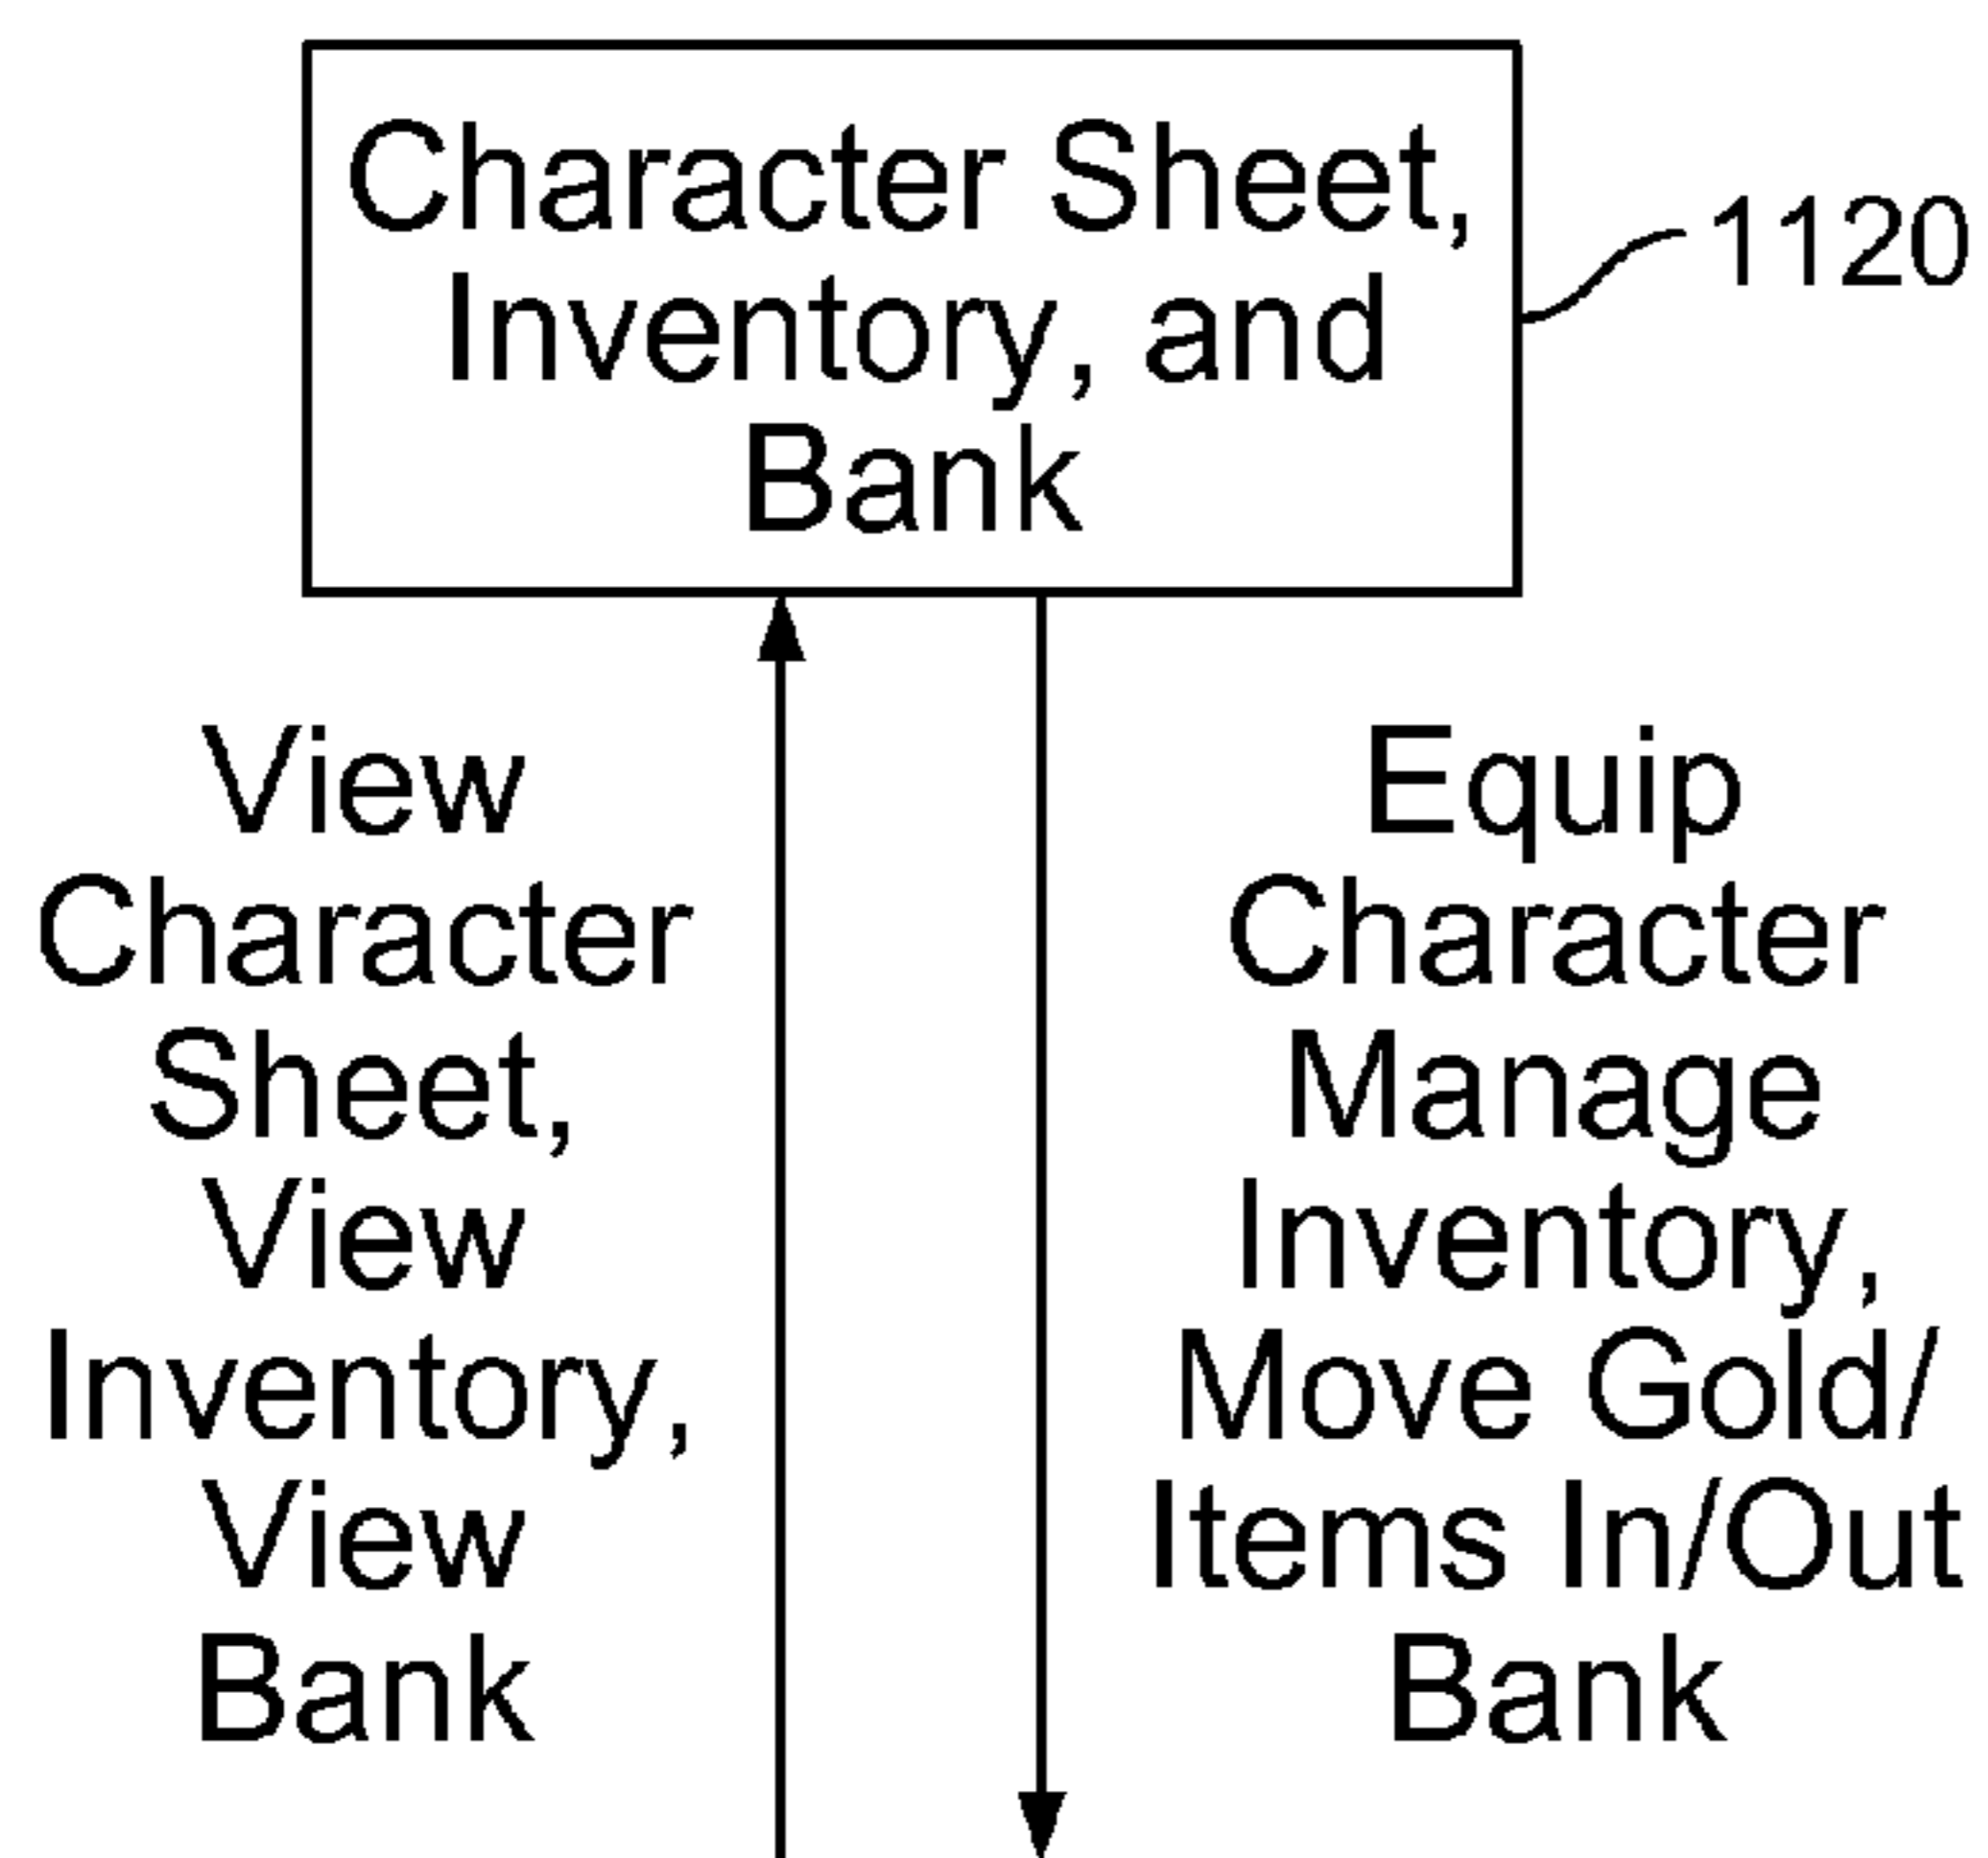 Character Sheet,
Inventory, and
Bank
1120
View
Character
Sheet,
View
Inventory,
View
Bank
Equip
Character
Manage
Inventory,
Move Gold/
Items In/Out
Bank